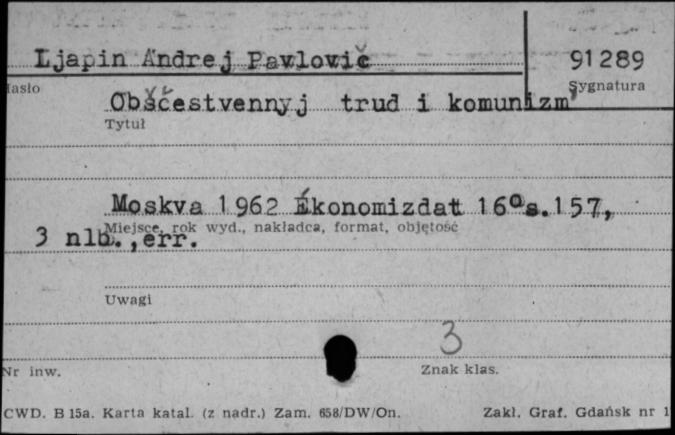 Ljapin Andrej Pavlovič 91289
Hasło Sygnatura
Obščestvennyj trud i komunizm
Tytuł
Moskva 1962 Ėkonomizdat 16° s.157,
Miejsce, rok wyd., nakładca, format, objętość
3 nlb.,err.
Uwagi
3
Nr inw. Znak klas.
CWD. B 15a. Karta katal. (z nadr.) Zam. 658/DW/On. Zakł. Graf. Gdańsk nr 1